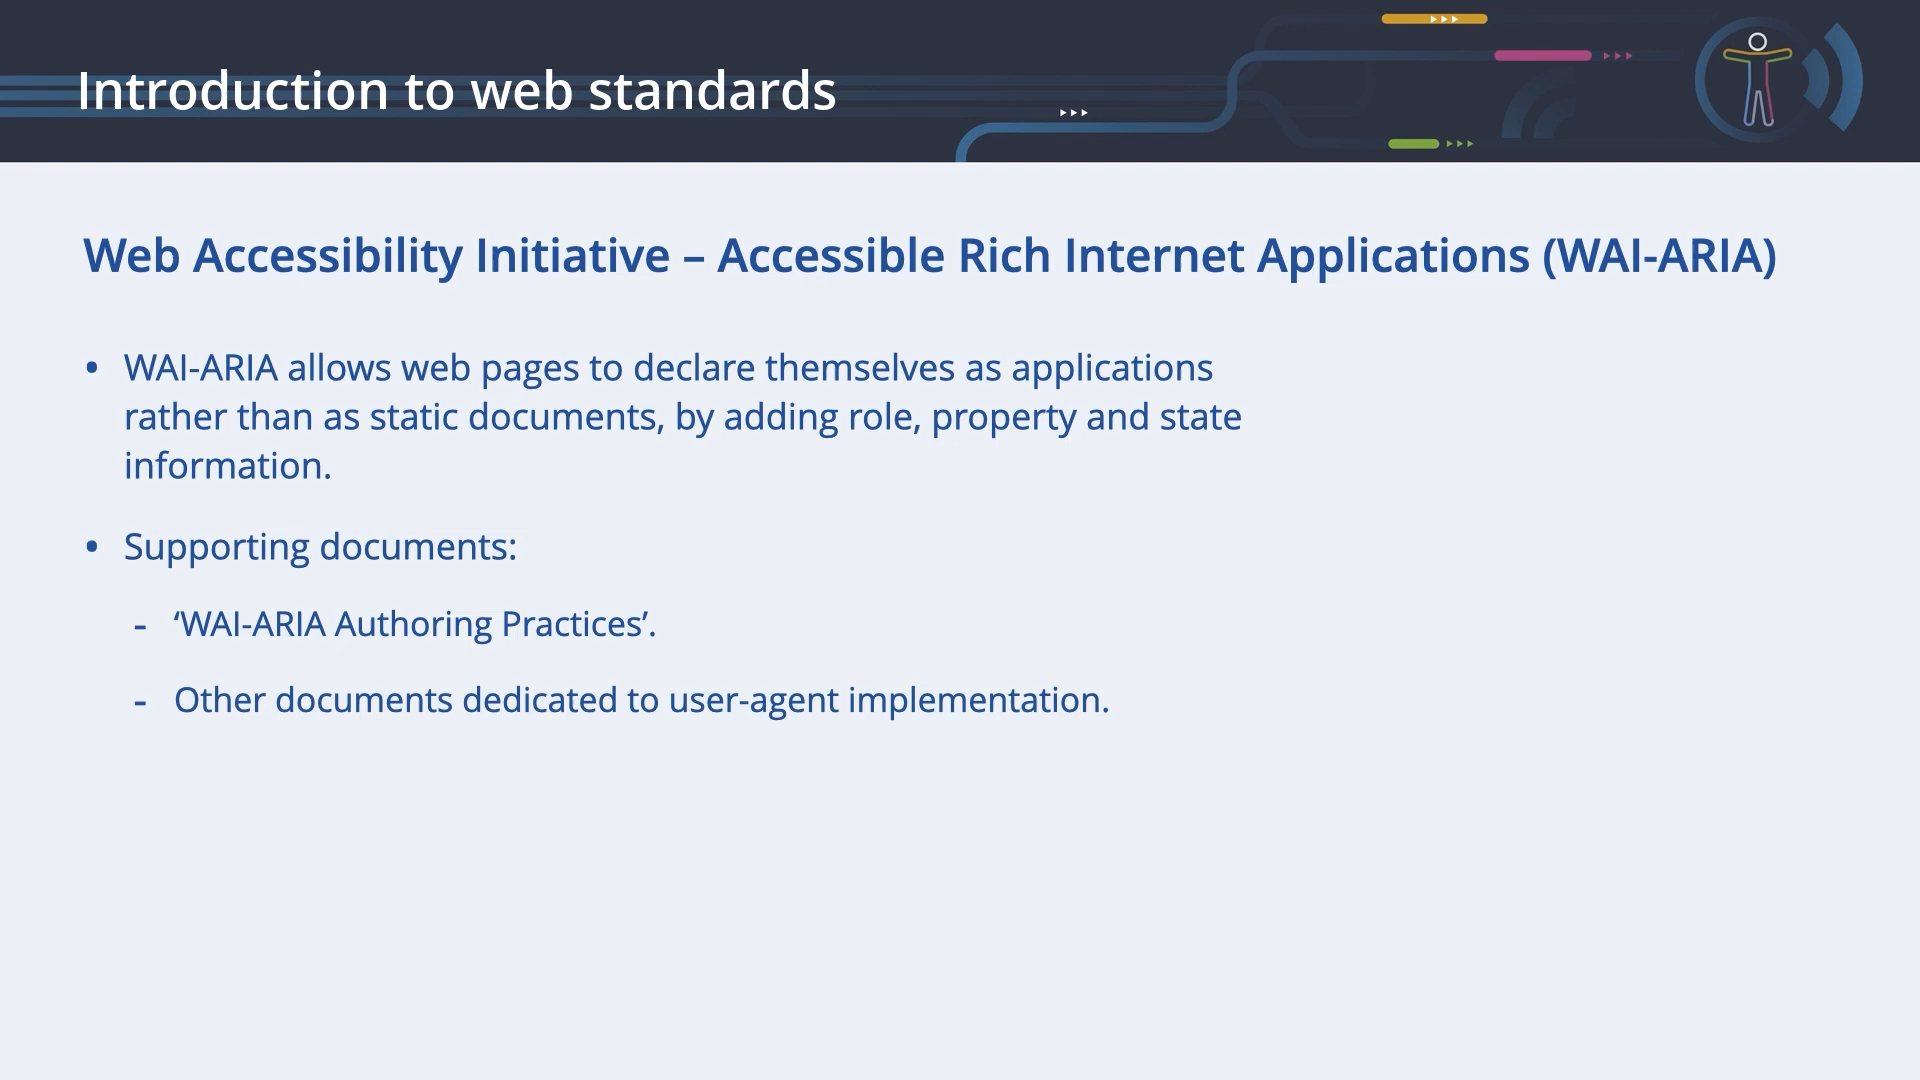 Introduction to web standards
Web Accessibility Initiative – Accessible Rich Internet Applications (WAI-ARIA)
• WAI-ARIA allows web pages to declare themselves as applications
rather than as static documents, by adding role, property and state
information.
• Supporting documents:
- ‘WAI-ARIA Authoring Practices’.
- Other documents dedicated to user-agent implementation.